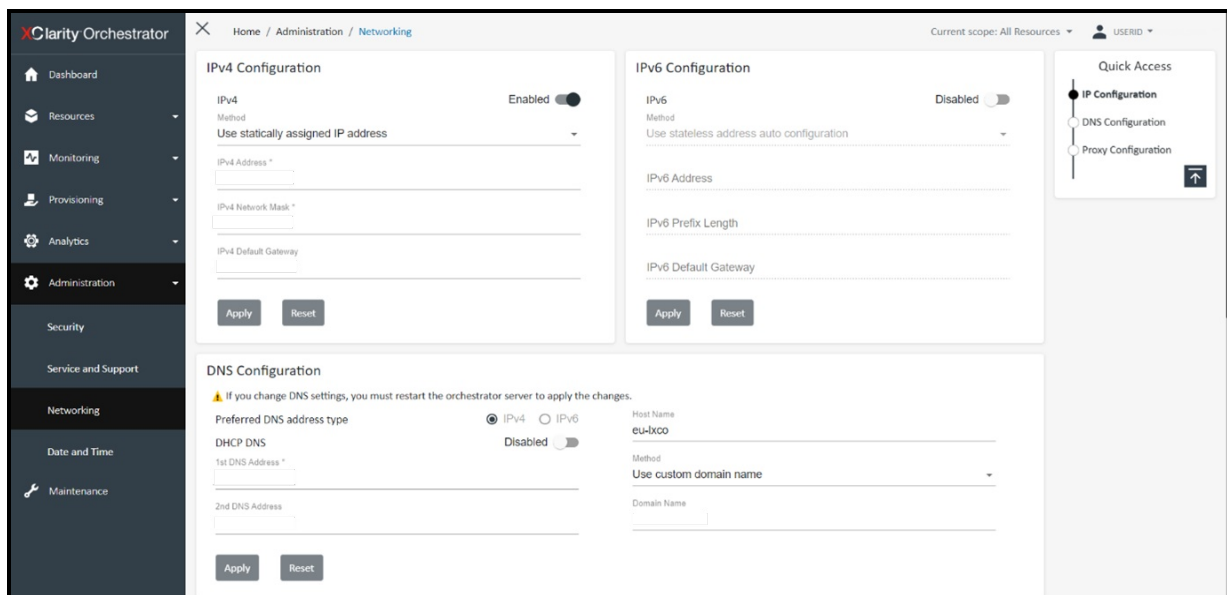 XClarity Orchestrator
Home / Administration / Networking
Current scope: All Resources
USERID
Dashboard
Resources
Monitoring
Provisioning
Analytics
Administration
Security
Service and Support
Networking
Date and Time
Maintenance
IPv4 Configuration
IPv4
Enabled
Method
Use statically assigned IP address
IPv4 Address *
IPv4 Network Mask *
IPv4 Default Gateway
Apply Reset
IPv6 Configuration
IPv6
Disabled
Method
Use stateless address auto configuration
IPv6 Address
IPv6 Prefix Length
IPv6 Default Gateway
Apply Reset
Quick Access
IP Configuration
DNS Configuration
Proxy Configuration
DNS Configuration
If you change DNS settings, you must restart the orchestrator server to apply the changes.
Preferred DNS address type IPv4 IPv6
DHCP DNS Disabled
1st DNS Address *
2nd DNS Address
Apply Reset
Host Name
eu-lxco
Method
Use custom domain name
Domain Name